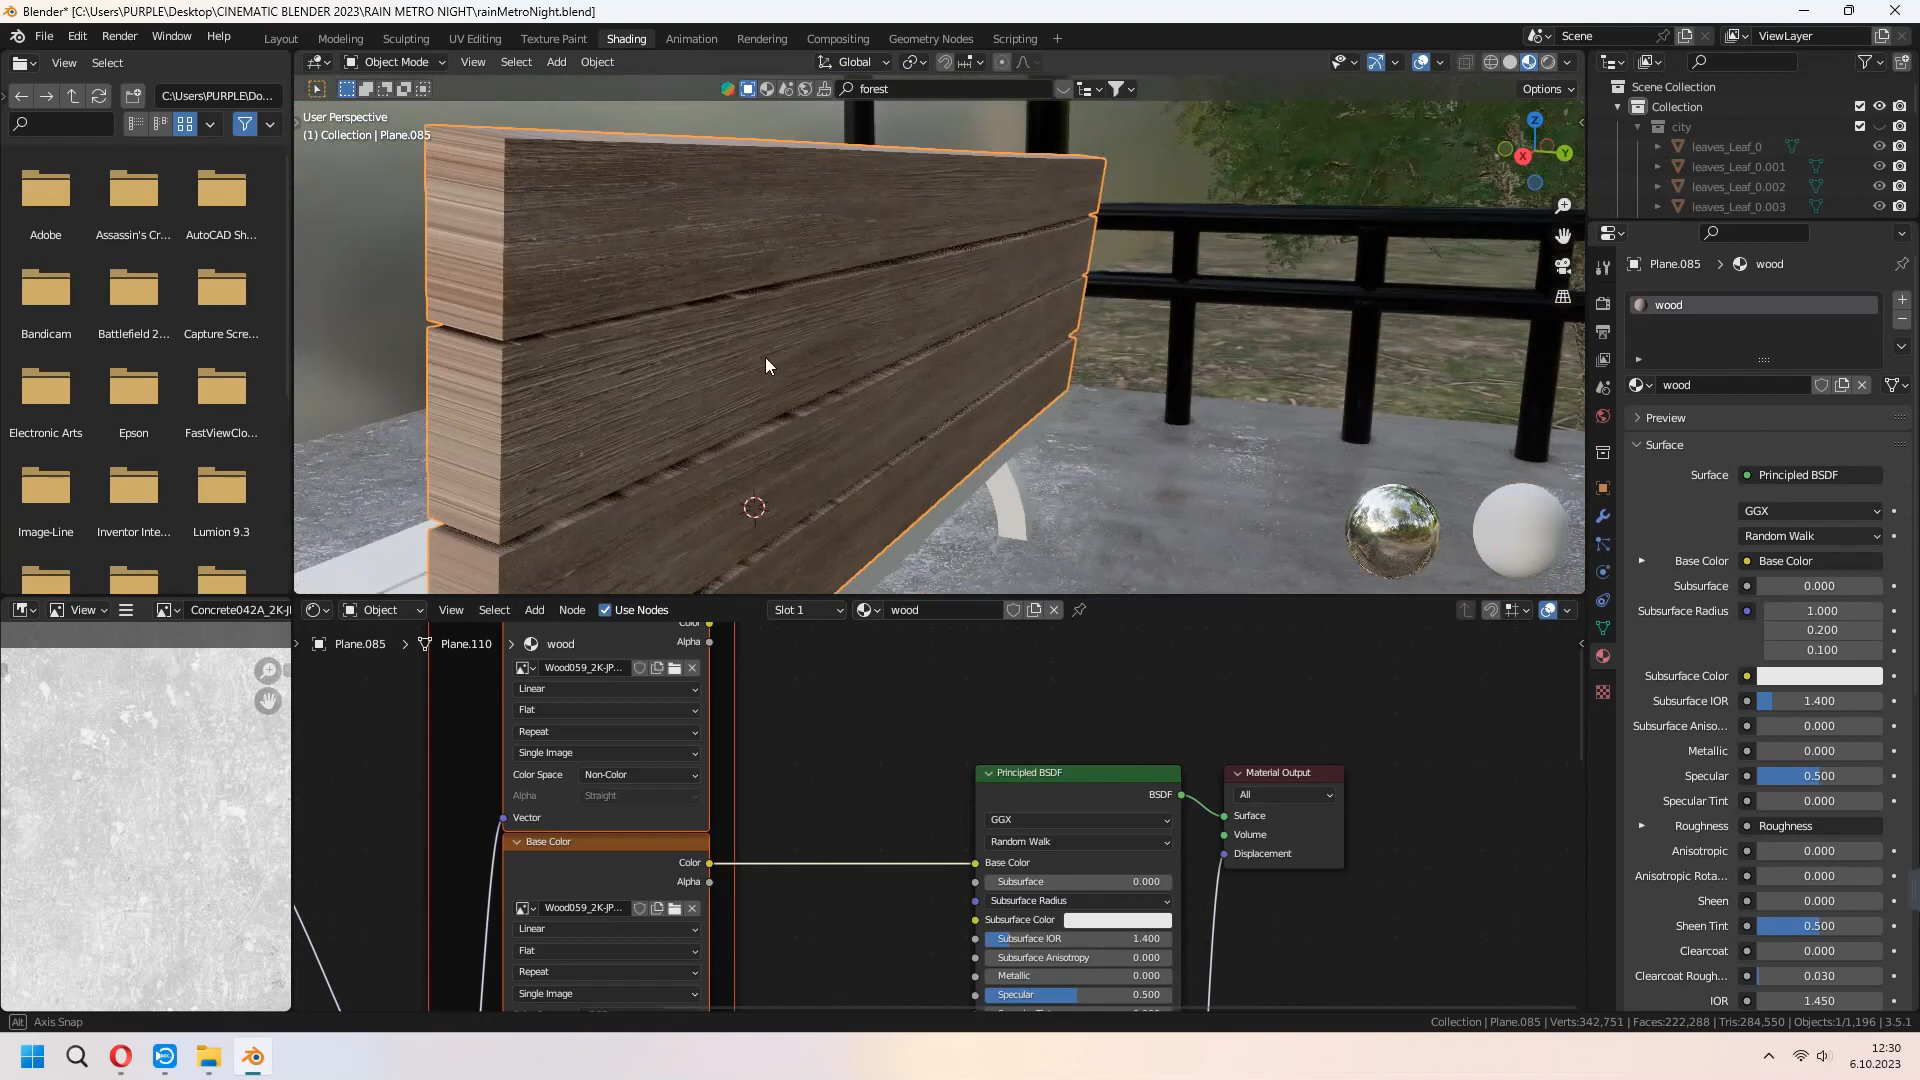 Blender* [C:\Users\PURPLE\Desktop\CINEMATIC BLENDER 2023\RAIN METRO NIGHT\rainMetroNight.blend]
File Edit Render Window Help
Layout Modeling Sculpting UV Editing Texture Paint Shading Animation Rendering Compositing Geometry Nodes Scripting +
Scene ViewLayer
View Select
Object Mode View Select Add Object Global
C:\Users\PURPLE\Do...
forest Options
User Perspective
(1) Collection | Plane.085
Z
Y
X
Adobe Assassin's Cr... AutoCAD Sh...
Bandicam Battlefield 2... Capture Scre...
Electronic Arts Epson FastViewClo...
Image-Line Inventor Inte... Lumion 9.3
Scene Collection
Collection
city
leaves_Leaf_0
leaves_Leaf_0.001
leaves_Leaf_0.002
leaves_Leaf_0.003
Plane.085 > wood
wood
wood
Preview
Surface
Surface Principled BSDF
GGX
Random Walk
Base Color Base Color
Subsurface 0.000
Subsurface Radius 1.000
0.200
0.100
Subsurface Color
Subsurface IOR 1.400
Subsurface Aniso... 0.000
Metallic 0.000
Specular 0.500
Specular Tint 0.000
Roughness Roughness
Anisotropic 0.000
Anisotropic Rota... 0.000
Sheen 0.000
Sheen Tint 0.500
Clearcoat 0.000
Clearcoat Rough... 0.030
IOR 1.450
View Concrete042A_2K-J
Object View Select Add Node Use Nodes Slot 1 wood
Plane.085 > Plane.110 > wood
Color
Alpha
Wood059_2K-JP...
Linear
Flat
Repeat
Single Image
Color Space Non-Color
Alpha Straight
Vector
Base Color
Color
Alpha
Wood059_2K-JP...
Linear
Flat
Repeat
Single Image
Principled BSDF
BSDF
GGX
Random Walk
Base Color
Subsurface 0.000
Subsurface Radius
Subsurface Color
Subsurface IOR 1.400
Subsurface Anisotropy 0.000
Metallic 0.000
Specular 0.500
Material Output
All
Surface
Volume
Displacement
Alt Axis Snap
Collection | Plane.085 | Verts:342,751 | Faces:222,288 | Tris:284,550 | Objects:1/1,196 | 3.5.1
12:30
6.10.2023